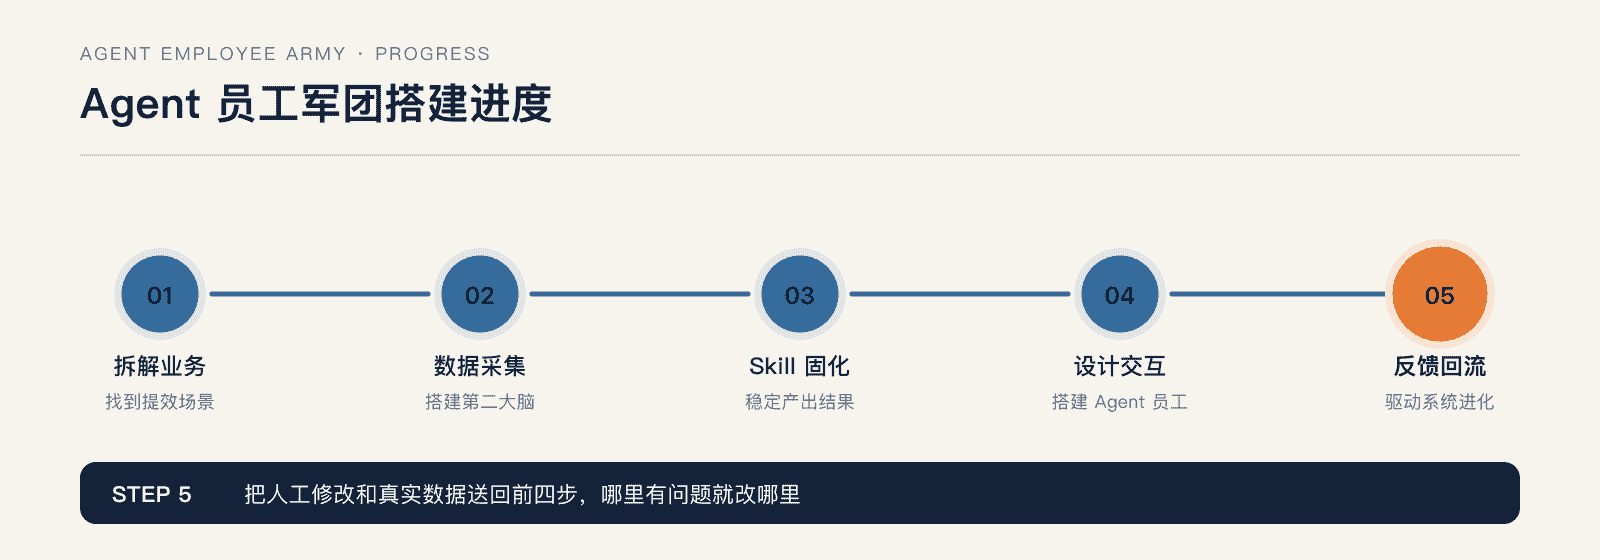 AGENT EMPLOYEE ARMY · PROGRESS
Agent 员工军团搭建进度
01
02
03
04
05
拆解业务
数据采集
Skill 固化
设计交互
反馈回流
找到提效场景
搭建第二大脑
稳定产出结果
搭建 Agent 员工
驱动系统进化
STEP 5 把人工修改和真实数据送回前四步，哪里有问题就改哪里